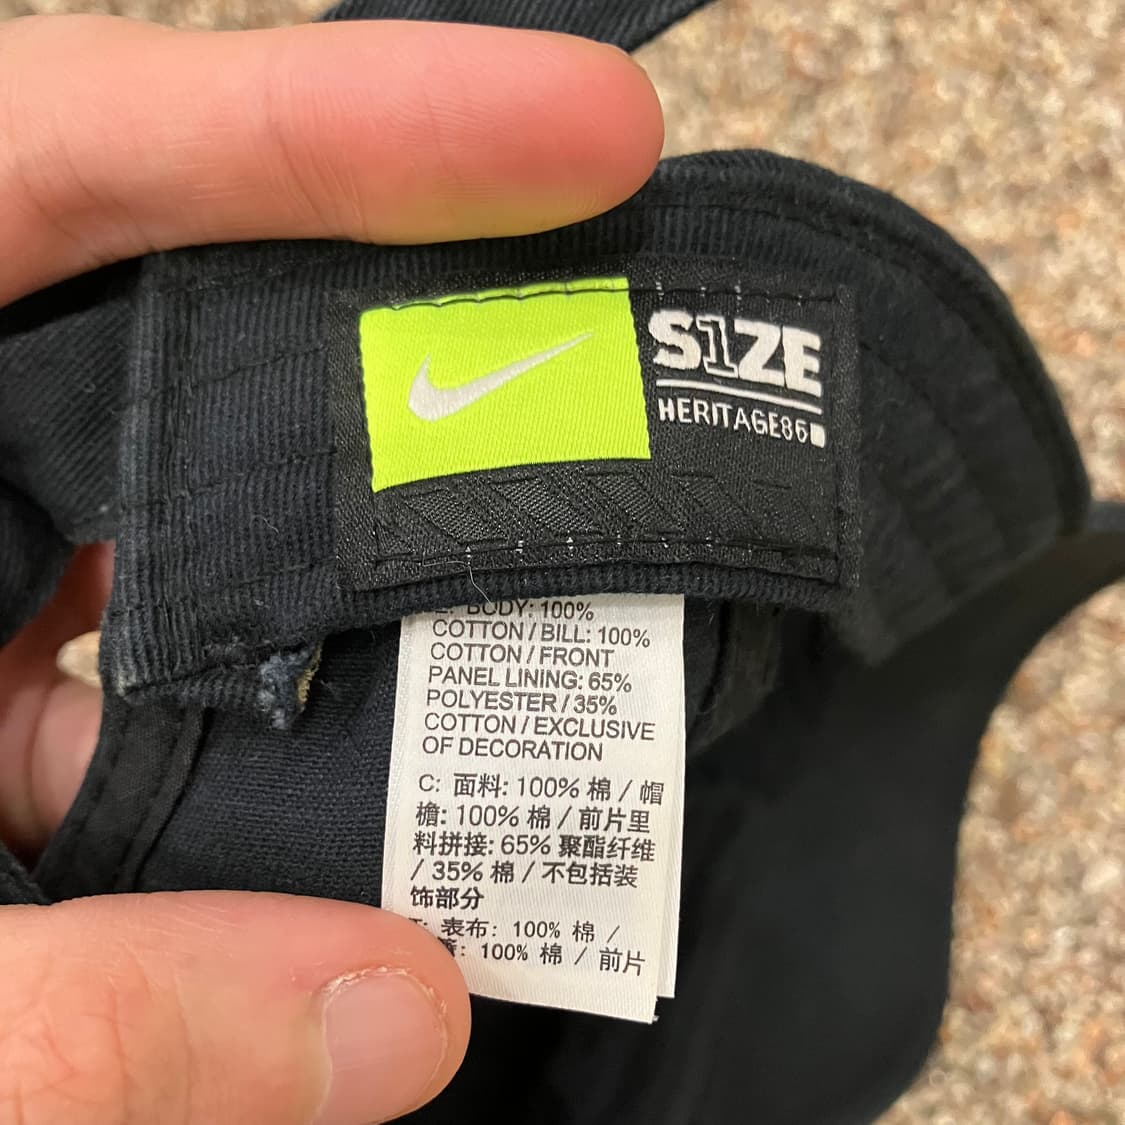 S1ZE
HERITAGE86
BODY: 100%
COTTON / BILL: 100%
COTTON / FRONT
PANEL LINING: 65%
POLYESTER / 35%
COTTON / EXCLUSIVE
OF DECORATION
C: 面料: 100% 棉 / 帽
檐: 100% 棉 / 前片里
料拼接: 65% 聚酯纤维
/ 35% 棉 / 不包括装
饰部分
表布: 100% 棉 /
: 100% 棉 / 前片